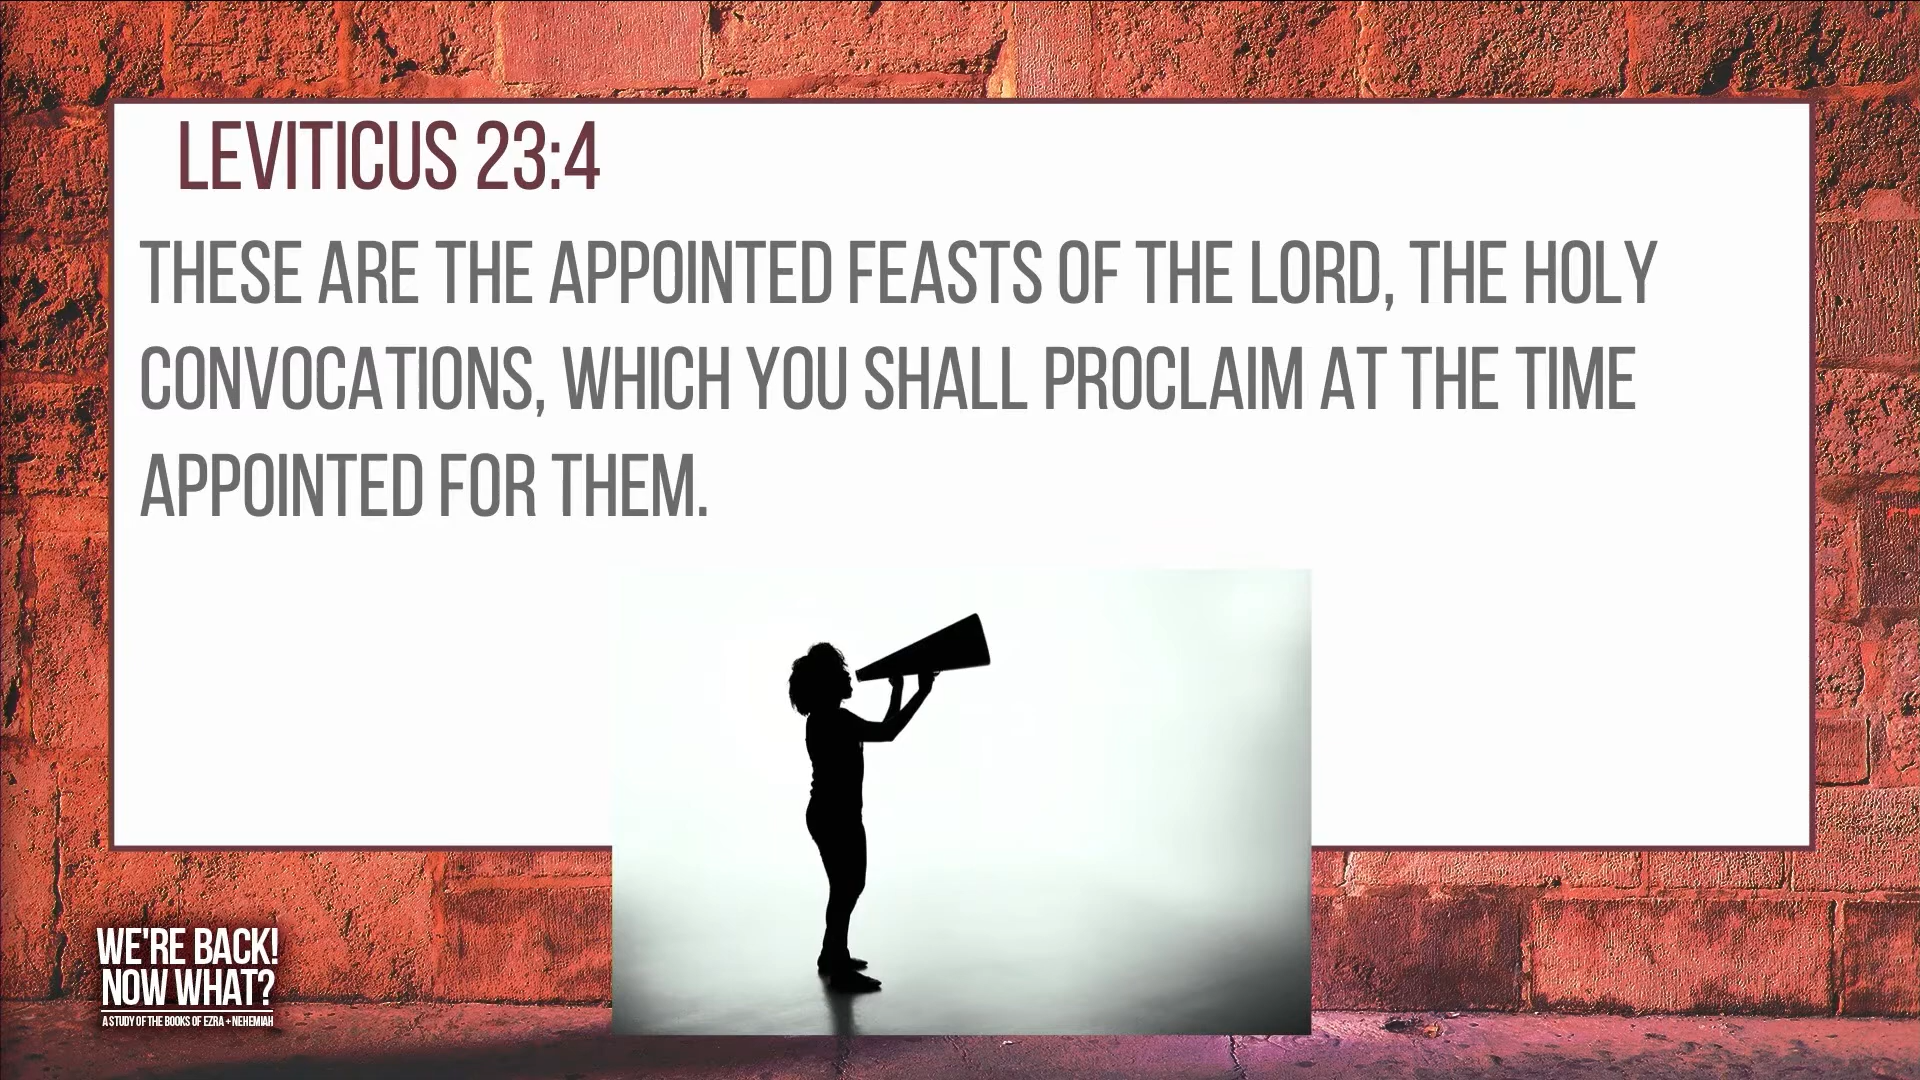 LEVITICUS 23:4
THESE ARE THE APPOINTED FEASTS OF THE LORD, THE HOLY
CONVOCATIONS, WHICH YOU SHALL PROCLAIM AT THE TIME
APPOINTED FOR THEM.
WE'RE BACK!
NOW WHAT?
A STUDY OF THE BOOKS OF EZRA + NEHEMIAH